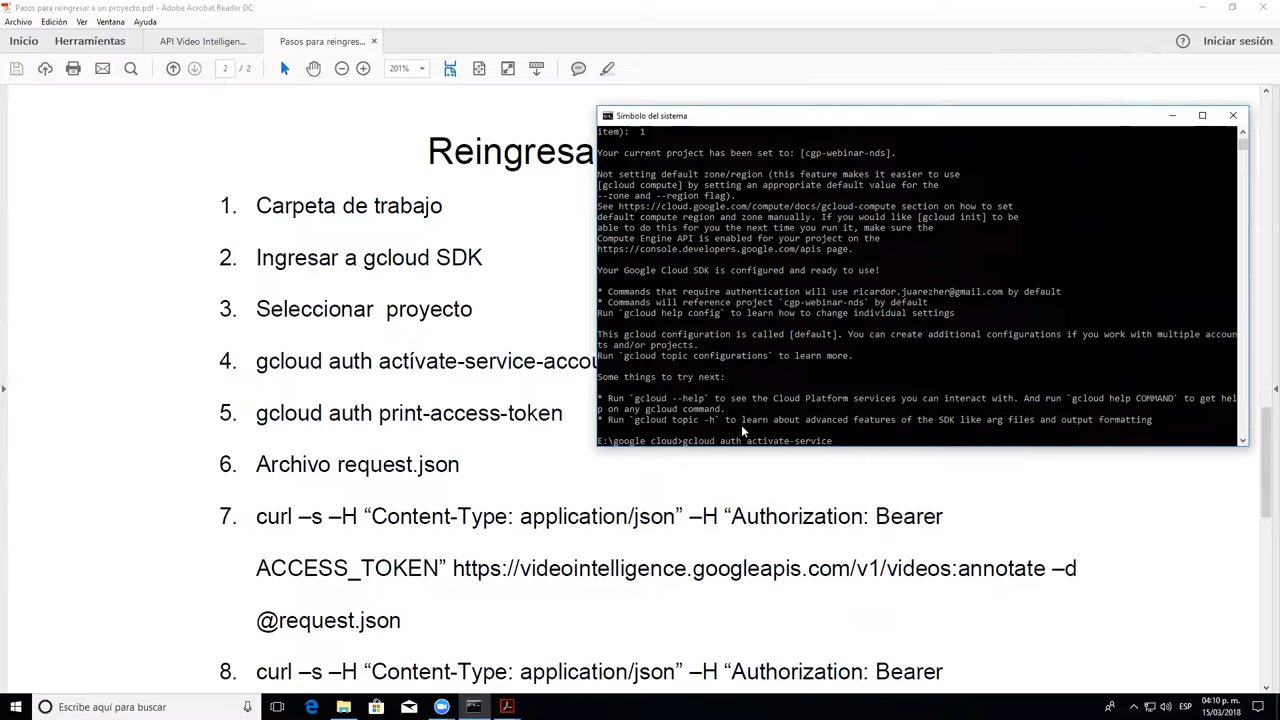 Pasos para reingresar a un proyecto.pdf - Adobe Acrobat Reader DC
Archivo Edición Ver Ventana Ayuda
Inicio Herramientas API Video Intelligen... Pasos para reingres... × Iniciar sesión
2 / 2 201%
Reingresa
1. Carpeta de trabajo
2. Ingresar a gcloud SDK
3. Seleccionar proyecto
4. gcloud auth actívate-service-accou
5. gcloud auth print-access-token
6. Archivo request.json
7. curl –s –H “Content-Type: application/json” –H “Authorization: Bearer
ACCESS_TOKEN” https://videointelligence.googleapis.com/v1/videos:annotate –d
@request.json
8. curl –s –H “Content-Type: application/json” –H “Authorization: Bearer
Símbolo del sistema
item): 1
Your current project has been set to: [cgp-webinar-nds].
Not setting default zone/region (this feature makes it easier to use
[gcloud compute] by setting an appropriate default value for the
--zone and --region flag).
See https://cloud.google.com/compute/docs/gcloud-compute section on how to set
default compute region and zone manually. If you would like [gcloud init] to be
able to do this for you the next time you run it, make sure the
Compute Engine API is enabled for your project on the
https://console.developers.google.com/apis page.
Your Google Cloud SDK is configured and ready to use!
* Commands that require authentication will use ricardor.juarezher@gmail.com by default
* Commands will reference project `cgp-webinar-nds` by default
Run `gcloud help config` to learn how to change individual settings
This gcloud configuration is called [default]. You can create additional configurations if you work with multiple accoun
ts and/or projects.
Run `gcloud topic configurations` to learn more.
Some things to try next:
* Run `gcloud --help` to see the Cloud Platform services you can interact with. And run `gcloud help COMMAND` to get hel
p on any gcloud command.
* Run `gcloud topic -h` to learn about advanced features of the SDK like arg files and output formatting
E:\google cloud>gcloud auth activate-service
Escribe aquí para buscar
ESP
04:10 p. m.
15/03/2018